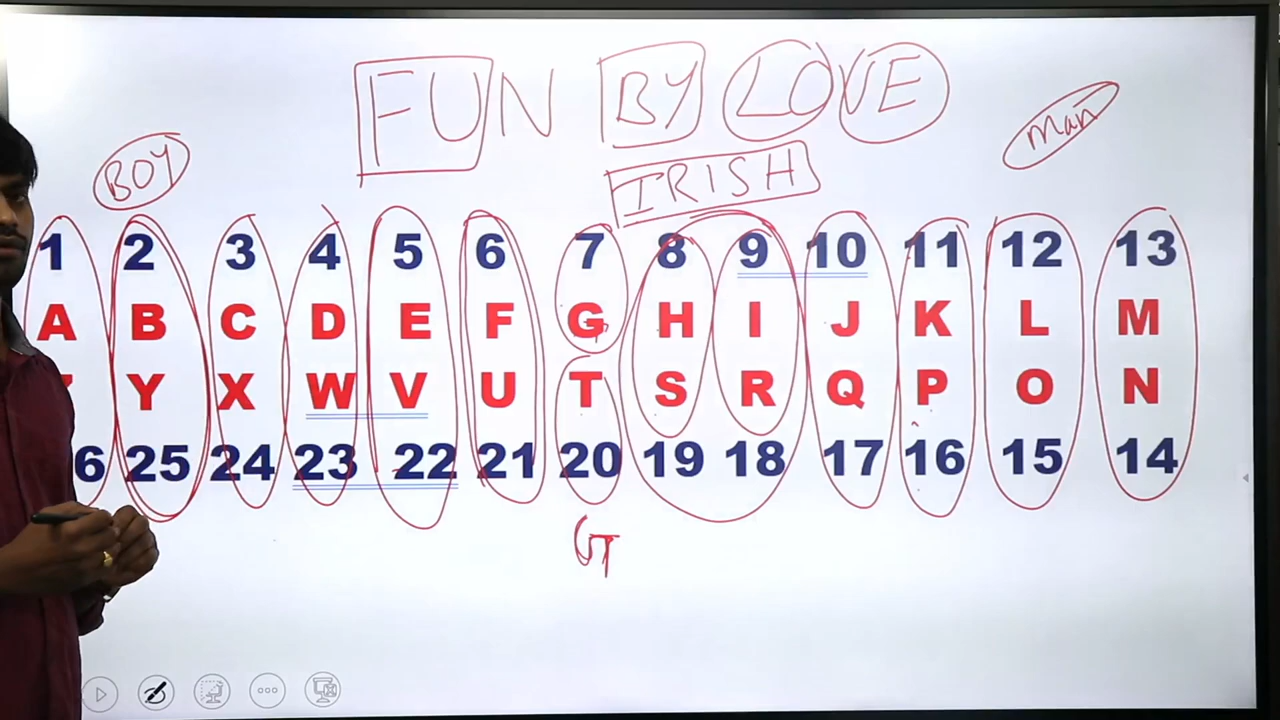 FUN BY LOVE
Man
BOY
IRISH
1 2 3 4 5 6 7 8 9 10 11 12 13
A B C D E F G H I J K L M
Y X W V U T S R Q P O N
6 25 24 23 22 21 20 19 18 17 16 15 14
GT